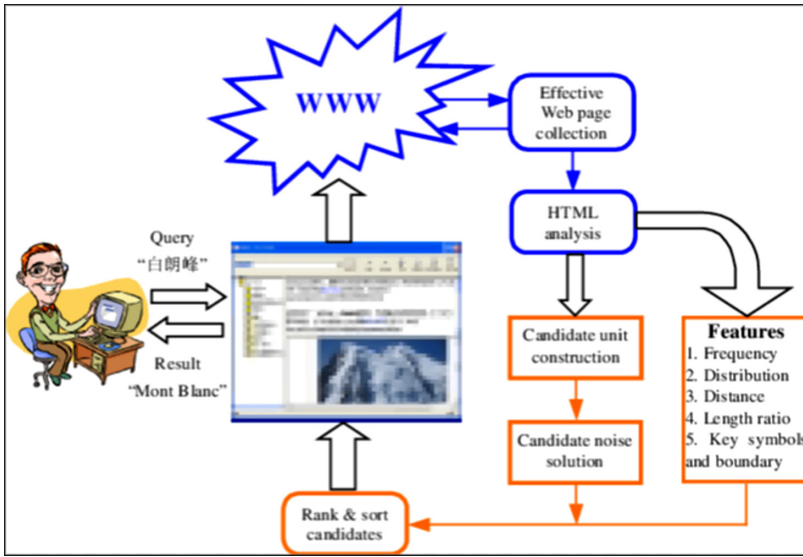 WWW
Effective
Web page
collection
HTML
analysis
Query
“白朗峰”
Result
“Mont Blanc”
Candidate unit
construction
Candidate noise
solution
Features
1. Frequency
2. Distribution
3. Distance
4. Length ratio
5. Key symbols
and boundary
Rank & sort
candidates